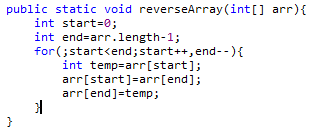 public static void reverseArray(int[] arr){
    int start=0;
    int end=arr.length-1;
    for(;start<end;start++,end--){
        int temp=arr[start];
        arr[start]=arr[end];
        arr[end]=temp;
    }
}